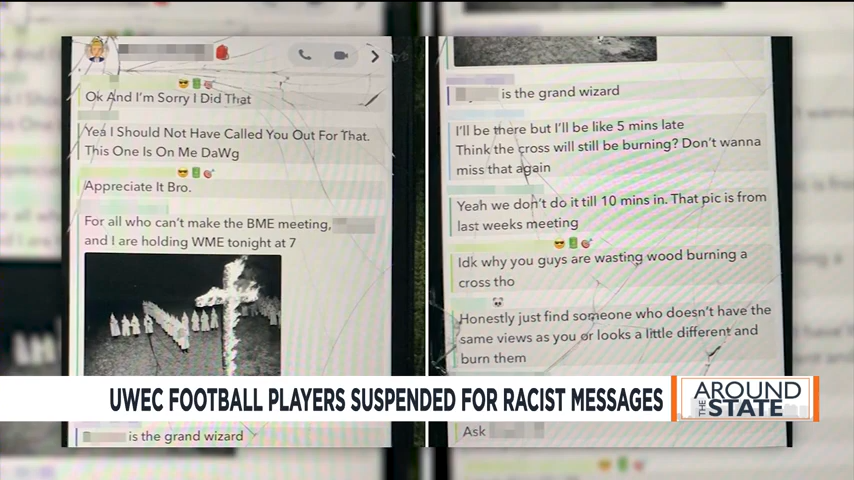 Ok And I'm Sorry I Did That
Yea I Should Not Have Called You Out For That.
This One Is On Me DaWg
Appreciate It Bro.
For all who can't make the BME meeting,
and I are holding WME tonight at 7
is the grand wizard
is the grand wizard
I'll be there but I'll be like 5 mins late
Think the cross will still be burning? Don't wanna
miss that again
Yeah we don't do it till 10 mins in. That pic is from
last weeks meeting
Idk why you guys are wasting wood burning a
cross tho
Honestly just find someone who doesn't have the
same views as you or looks a little different and
burn them
Ask
UWEC FOOTBALL PLAYERS SUSPENDED FOR RACIST MESSAGES
AROUND
THE STATE